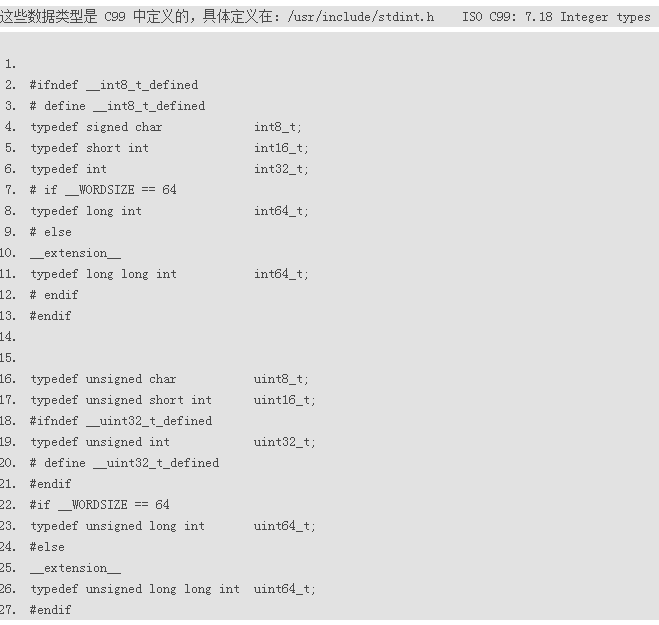 这些数据类型是 C99 中定义的，具体定义在：/usr/include/stdint.h    ISO C99: 7.18 Integer types
1.
2. #ifndef __int8_t_defined
3. # define __int8_t_defined
4. typedef signed char             int8_t;
5. typedef short int               int16_t;
6. typedef int                     int32_t;
7. # if __WORDSIZE == 64
8. typedef long int                int64_t;
9. # else
10. __extension__
11. typedef long long int           int64_t;
12. # endif
13. #endif
14.
15.
16. typedef unsigned char           uint8_t;
17. typedef unsigned short int      uint16_t;
18. #ifndef __uint32_t_defined
19. typedef unsigned int            uint32_t;
20. # define __uint32_t_defined
21. #endif
22. #if __WORDSIZE == 64
23. typedef unsigned long int       uint64_t;
24. #else
25. __extension__
26. typedef unsigned long long int  uint64_t;
27. #endif